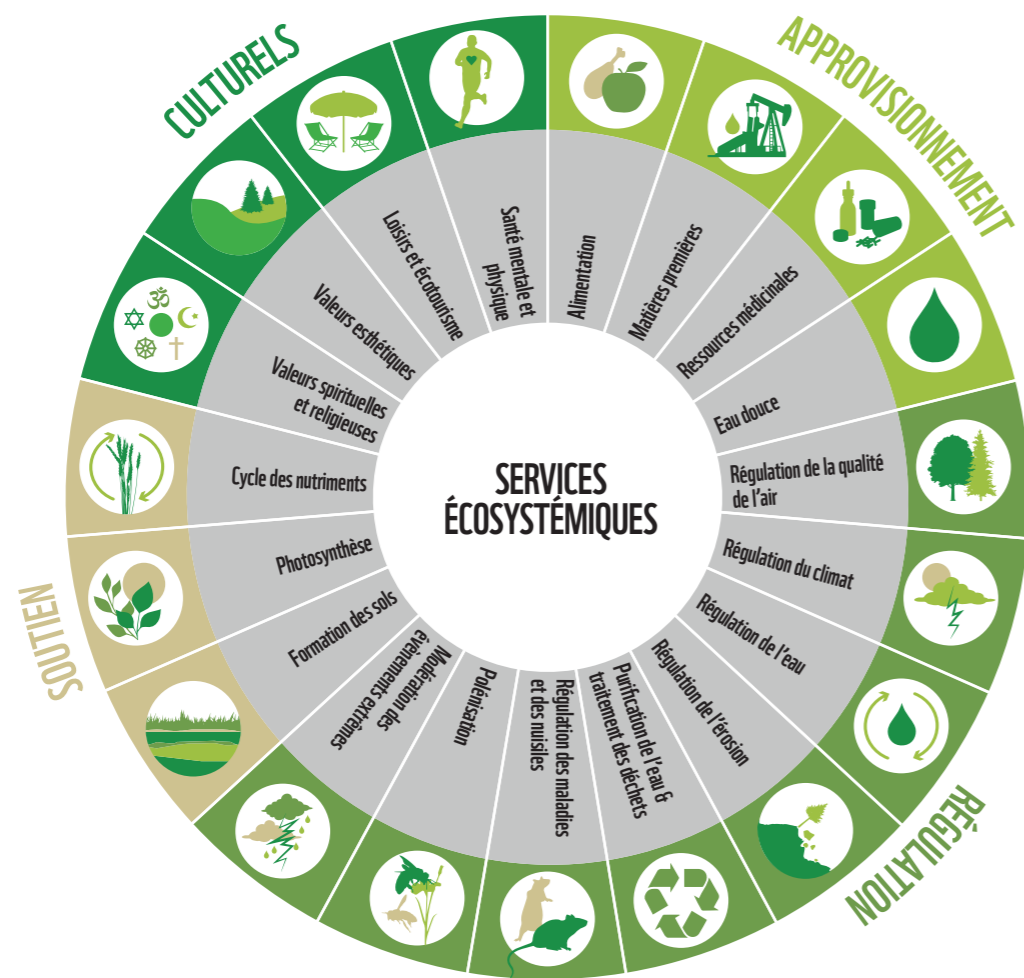 SERVICES
ÉCOSYSTÉMIQUES
APPROVISIONNEMENT
Alimentation
Matières premières
Ressources médicinales
Eau douce
RÉGULATION
Régulation de la qualité
de l'air
Régulation du climat
Régulation de l'eau
Régulation de l'érosion
Purification de l'eau &
traitement des déchets
Régulation des maladies
et des nuisiles
Polénisation
Modération des
évènements extrêmes
SOUTIEN
Formation des sols
Photosynthèse
Cycle des nutriments
CULTURELS
Valeurs spirituelles
et religieuses
Valeurs esthétiques
Loisirs et écotourisme
Santé mentale et
physique